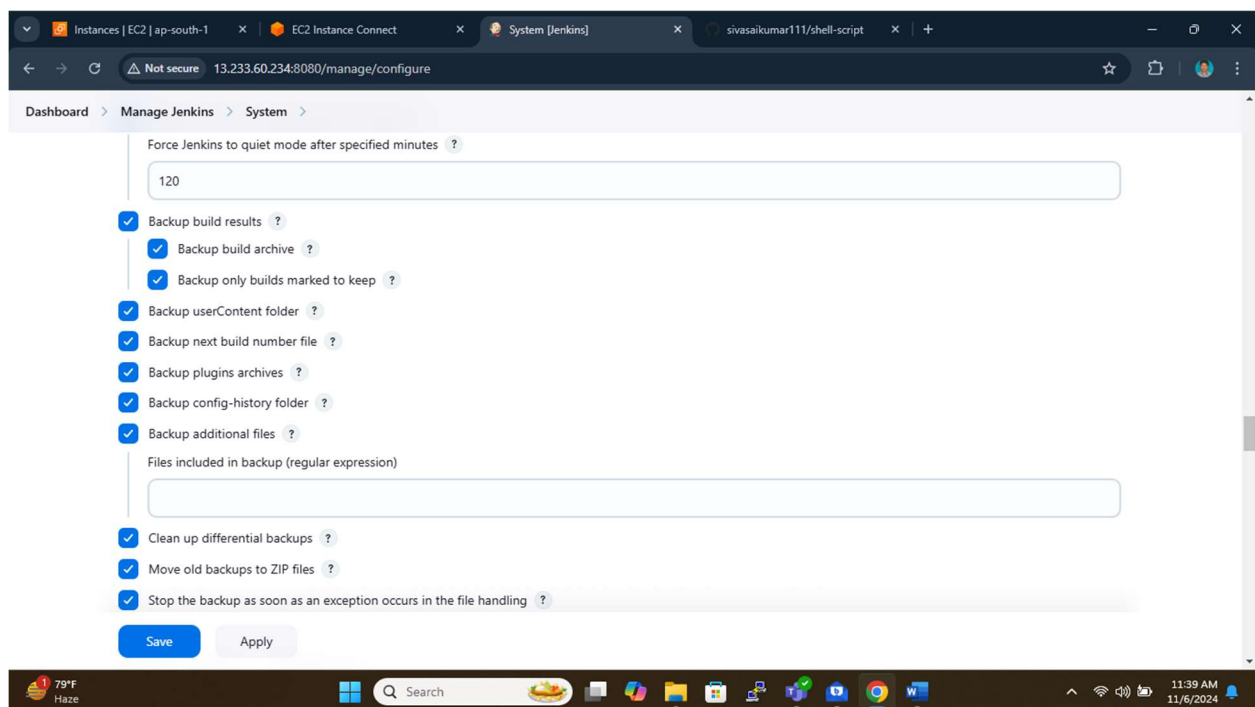 Instances | EC2 | ap-south-1
EC2 Instance Connect
System [Jenkins]
sivasaikumar111/shell-script
Not secure 13.233.60.234:8080/manage/configure
Dashboard > Manage Jenkins > System >
Force Jenkins to quiet mode after specified minutes ?
120
Backup build results ?
Backup build archive ?
Backup only builds marked to keep ?
Backup userContent folder ?
Backup next build number file ?
Backup plugins archives ?
Backup config-history folder ?
Backup additional files ?
Files included in backup (regular expression)
Clean up differential backups ?
Move old backups to ZIP files ?
Stop the backup as soon as an exception occurs in the file handling ?
Save Apply
1 79°F
Haze
Search
11:39 AM
11/6/2024